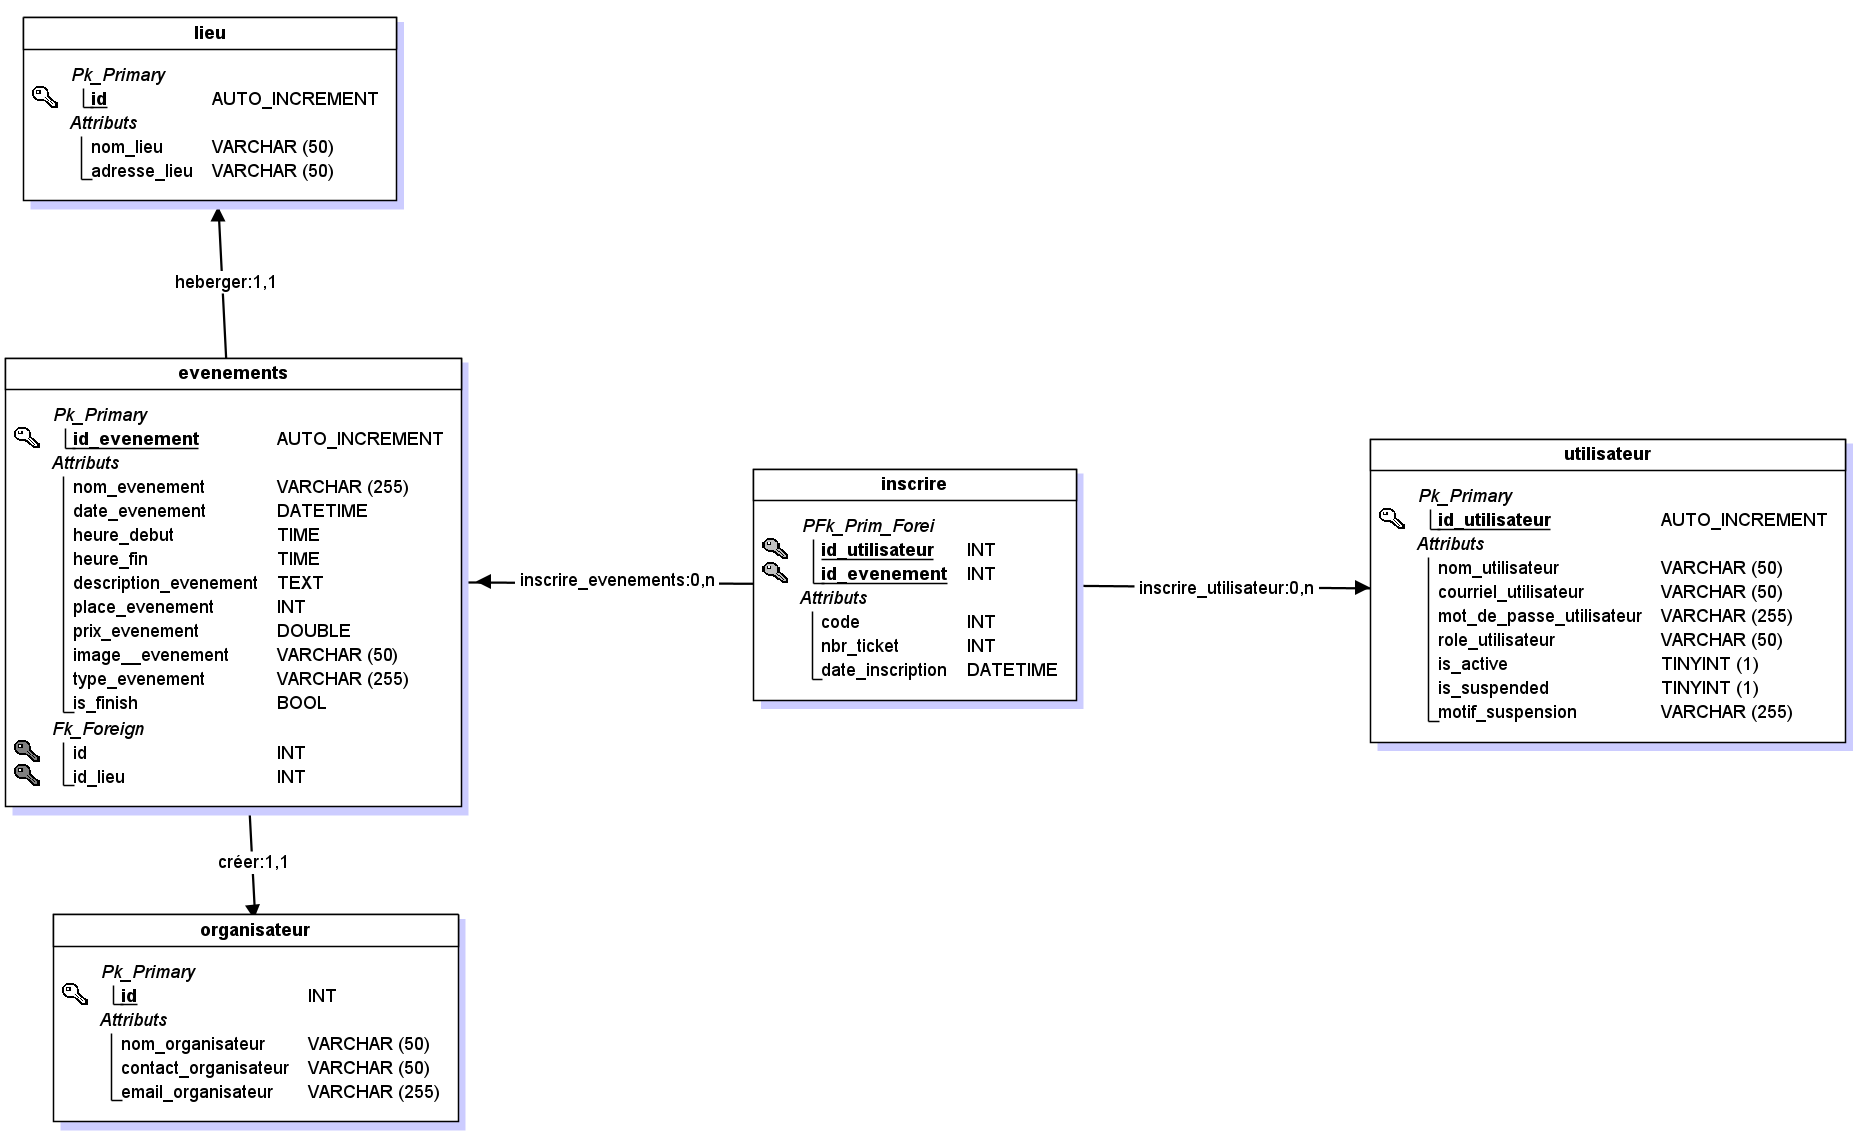 lieu
Pk_Primary
id AUTO_INCREMENT
Attributs
nom_lieu VARCHAR (50)
adresse_lieu VARCHAR (50)
heberger:1,1
evenements
Pk_Primary
id_evenement AUTO_INCREMENT
Attributs
nom_evenement VARCHAR (255)
date_evenement DATETIME
heure_debut TIME
heure_fin TIME
description_evenement TEXT
place_evenement INT
prix_evenement DOUBLE
image__evenement VARCHAR (50)
type_evenement VARCHAR (255)
is_finish BOOL
Fk_Foreign
id INT
id_lieu INT
inscrire_evenements:0,n
inscrire
PFk_Prim_Forei
id_utilisateur INT
id_evenement INT
Attributs
code INT
nbr_ticket INT
date_inscription DATETIME
inscrire_utilisateur:0,n
utilisateur
Pk_Primary
id_utilisateur AUTO_INCREMENT
Attributs
nom_utilisateur VARCHAR (50)
courriel_utilisateur VARCHAR (50)
mot_de_passe_utilisateur VARCHAR (255)
role_utilisateur VARCHAR (50)
is_active TINYINT (1)
is_suspended TINYINT (1)
motif_suspension VARCHAR (255)
créer:1,1
organisateur
Pk_Primary
id INT
Attributs
nom_organisateur VARCHAR (50)
contact_organisateur VARCHAR (50)
email_organisateur VARCHAR (255)